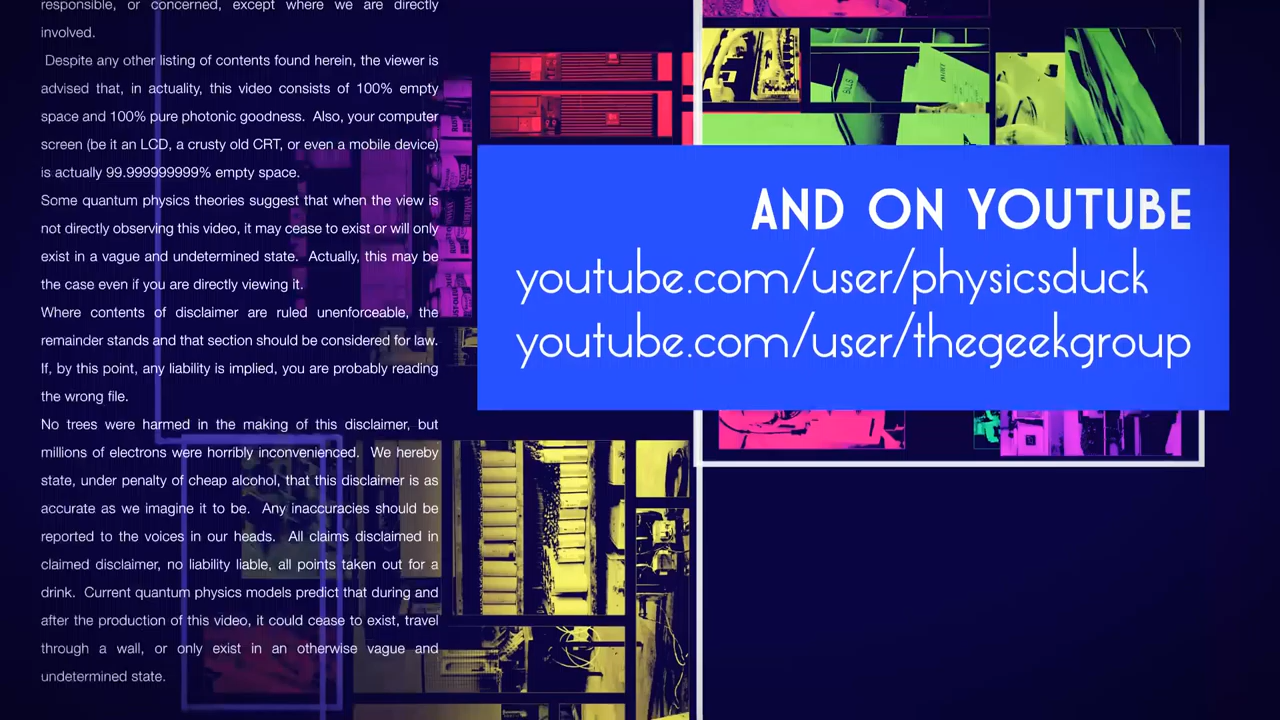 responsible, or concerned, except where we are directly
involved.
Despite any other listing of contents found herein, the viewer is
advised that, in actuality, this video consists of 100% empty
space and 100% pure photonic goodness. Also, your computer
screen (be it an LCD, a crusty old CRT, or even a mobile device)
is actually 99.999999999% empty space.
Some quantum physics theories suggest that when the view is
not directly observing this video, it may cease to exist or will only
exist in a vague and undetermined state. Actually, this may be
the case even if you are directly viewing it.
Where contents of disclaimer are ruled unenforceable, the
remainder stands and that section should be considered for law.
If, by this point, any liability is implied, you are probably reading
the wrong file.
No trees were harmed in the making of this disclaimer, but
millions of electrons were horribly inconvenienced. We hereby
state, under penalty of cheap alcohol, that this disclaimer is as
accurate as we imagine it to be. Any inaccuracies should be
reported to the voices in our heads. All claims disclaimed in
claimed disclaimer, no liability liable, all points taken out for a
drink. Current quantum physics models predict that during and
after the production of this video, it could cease to exist, travel
through a wall, or only exist in an otherwise vague and
undetermined state.
AND ON YOUTUBE
youtube.com/user/physicsduck
youtube.com/user/thegeekgroup